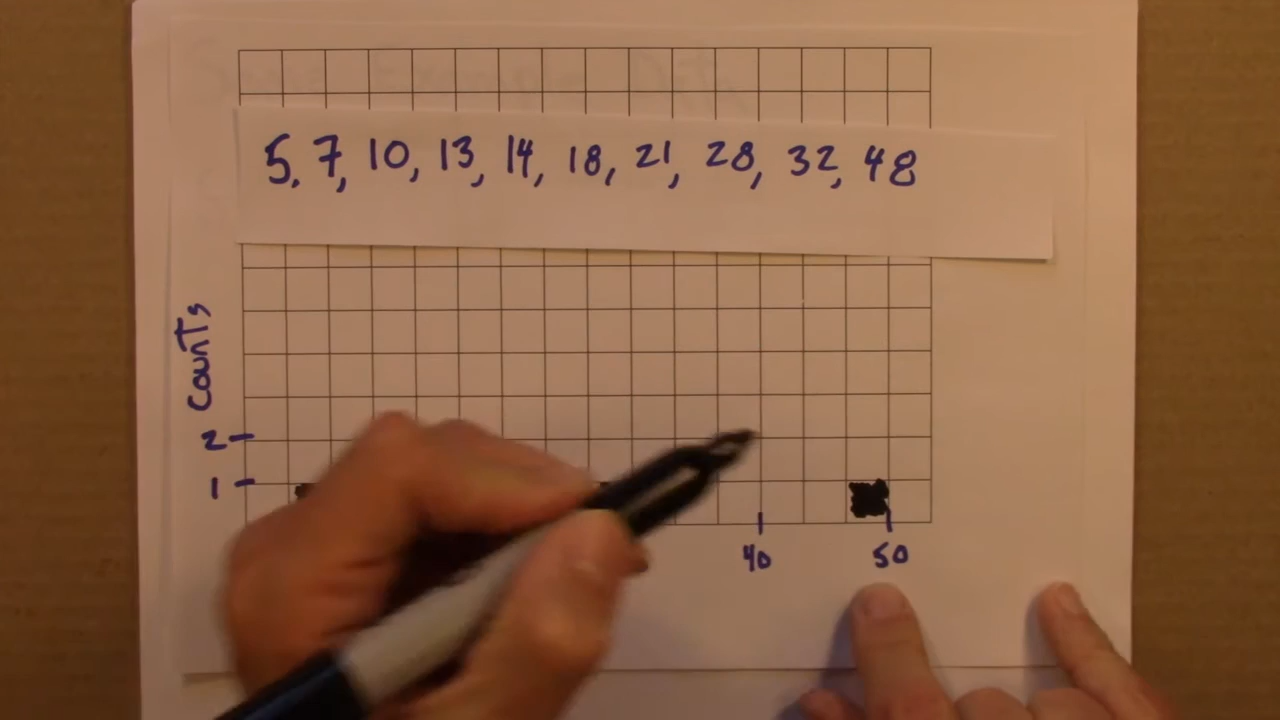 5, 7, 10, 13, 14, 18, 21, 28, 32, 48
counts
2
1
40
50